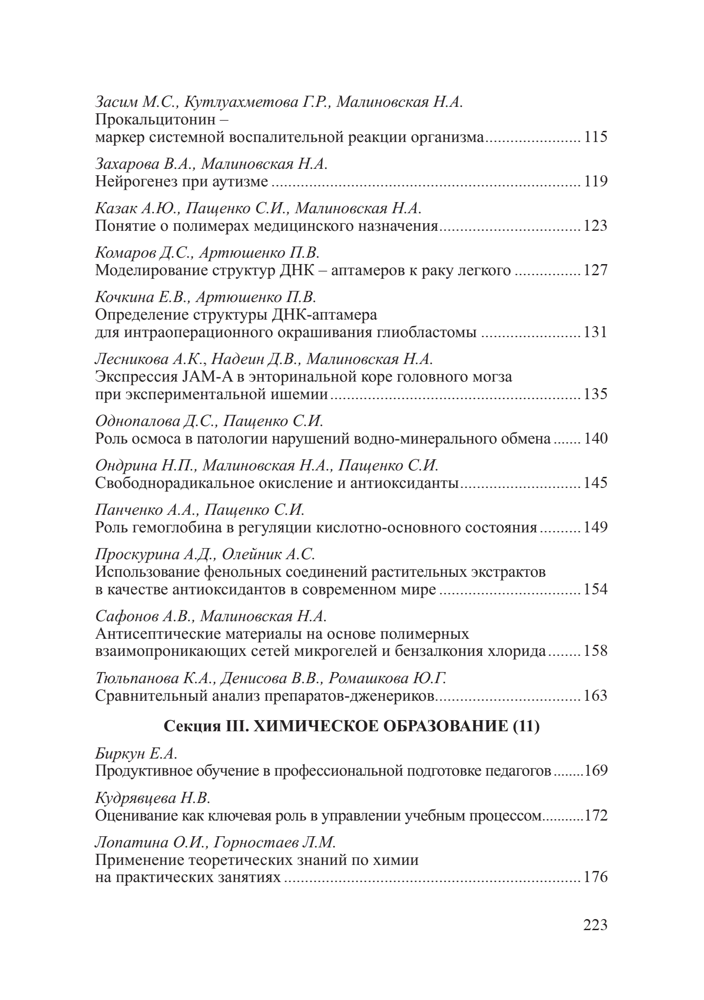 Засим М.С., Кутлуахметова Г.Р., Малиновская Н.А.
Прокальцитонин –
маркер системной воспалительной реакции организма....................... 115
Захарова В.А., Малиновская Н.А.
Нейрогенез при аутизме .......................................................................... 119
Казак А.Ю., Пащенко С.И., Малиновская Н.А.
Понятие о полимерах медицинского назначения.................................. 123
Комаров Д.С., Артюшенко П.В.
Моделирование структур ДНК – аптамеров к раку легкого ................ 127
Кочкина Е.В., Артюшенко П.В.
Определение структуры ДНК-аптамера
для интраоперационного окрашивания глиобластомы ........................ 131
Лесникова А.К., Надеин Д.В., Малиновская Н.А.
Экспрессия JAM-A в энторинальной коре головного могза
при экспериментальной ишемии............................................................ 135
Однопалова Д.С., Пащенко С.И.
Роль осмоса в патологии нарушений водно-минерального обмена ....... 140
Ондрина Н.П., Малиновская Н.А., Пащенко С.И.
Свободнорадикальное окисление и антиоксиданты............................. 145
Панченко А.А., Пащенко С.И.
Роль гемоглобина в регуляции кислотно-основного состояния .......... 149
Проскурина А.Д., Олейник А.С.
Использование фенольных соединений растительных экстрактов
в качестве антиоксидантов в современном мире .................................. 154
Сафонов А.В., Малиновская Н.А.
Антисептические материалы на основе полимерных
взаимопроникающих сетей микрогелей и бензалкония хлорида........ 158
Тюльпанова К.А., Денисова В.В., Ромашкова Ю.Г.
Сравнительный анализ препаратов-дженериков................................... 163
Секция III. ХИМИЧЕСКОЕ ОБРАЗОВАНИЕ (11)
Биркун Е.А.
Продуктивное обучение в профессиональной подготовке педагогов ........169
Кудрявцева Н.В.
Оценивание как ключевая роль в управлении учебным процессом...........172
Лопатина О.И., Горностаев Л.М.
Применение теоретических знаний по химии
на практических занятиях ....................................................................... 176
223